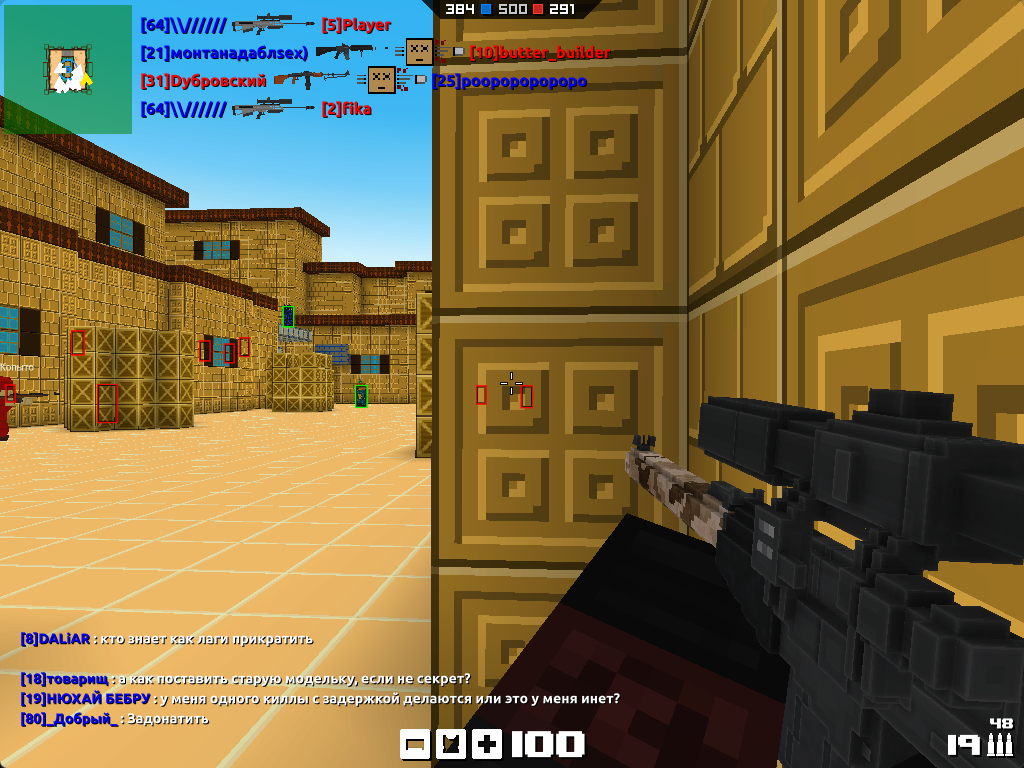 384 500 291
[64]\\////// [5]Player
[21]монтанадаблsex) [10]butter_builder
[31]Dубровский [25]poopopopopopo
[64]\\////// [2]fika
Копыто
[8]DALiAR : кто знает как лаги прикратить
[18]товарищ : а как поставить старую модельку, если не секрет?
[19]НЮХАЙ БЕБРУ : у меня одного киллы с задержкой делаются или это у меня инет?
[80]_Добрый_ : Задонатить
100
48
19